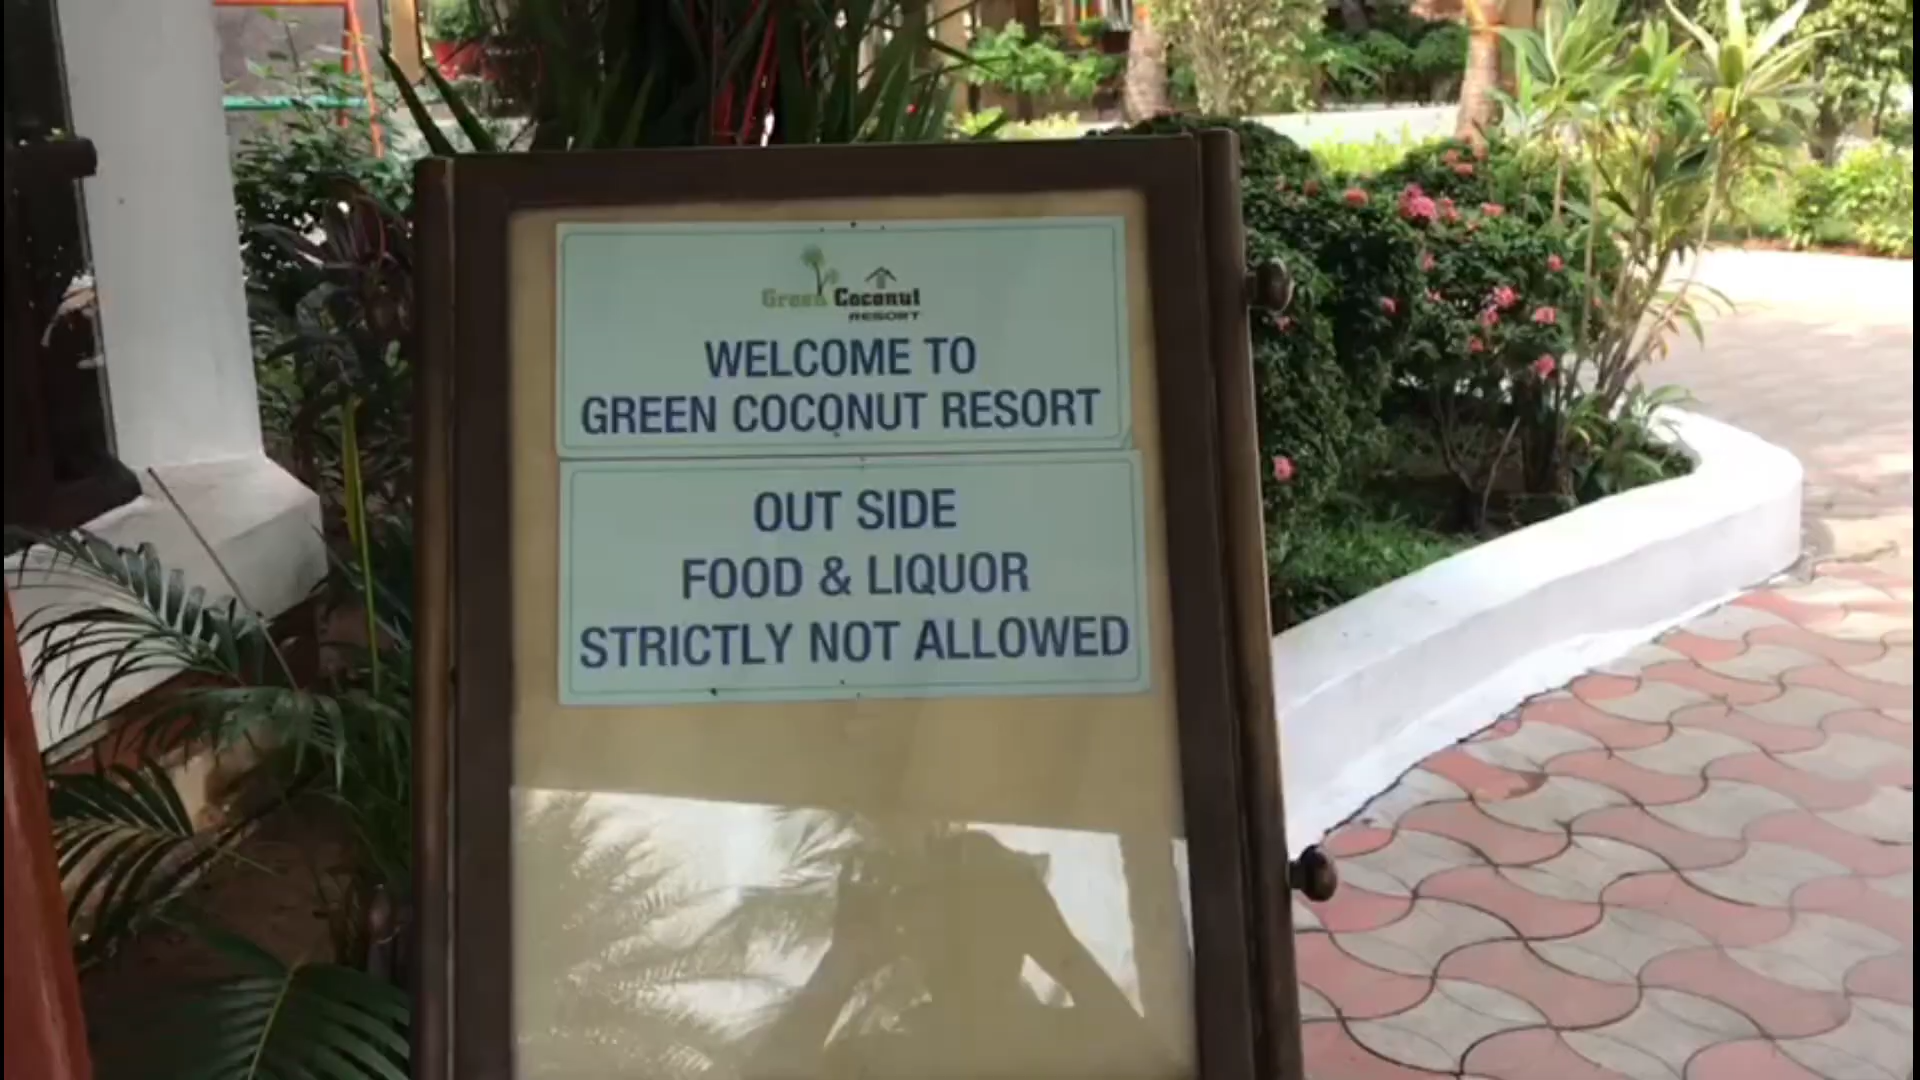 Green Coconut
RESORT
WELCOME TO
GREEN COCONUT RESORT
OUT SIDE
FOOD & LIQUOR
STRICTLY NOT ALLOWED